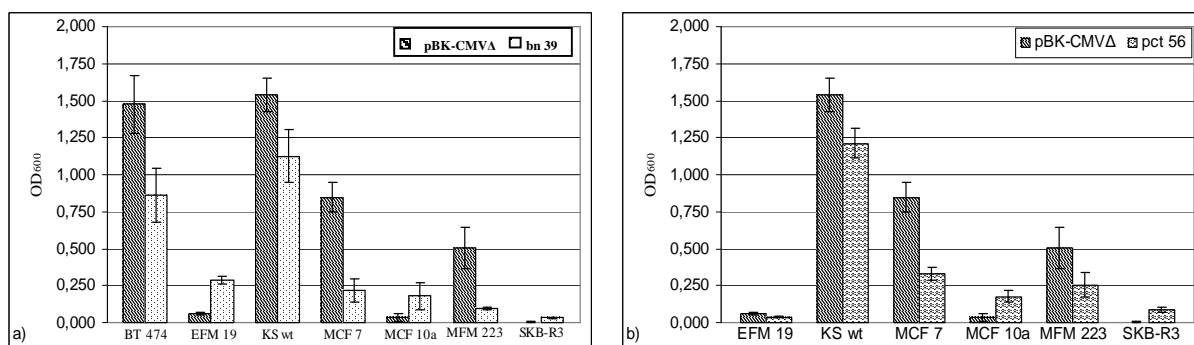 2,000
1,750
1,500
1,250
1,000
0,750
0,500
0,250
0,000
OD600
pBK-CMVΔ bn 39
BT 474 EFM 19 KS wt MCF 7 MCF 10a MFM 223 SKB-R3
a)
2,000
1,750
1,500
1,250
1,000
0,750
0,500
0,250
0,000
OD600
pBK-CMVΔ pct 56
EFM 19 KS wt MCF 7 MCF 10a MFM 223 SKB-R3
b)